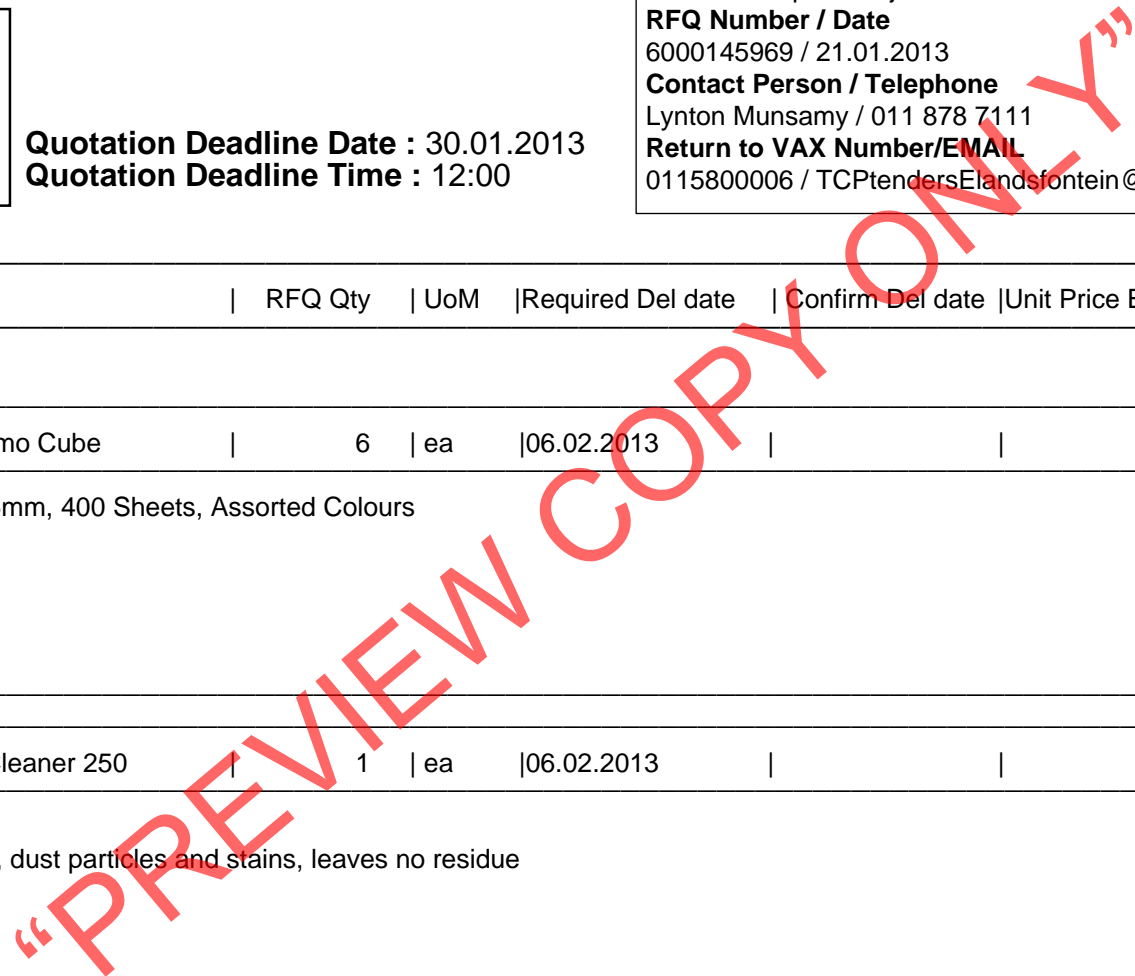 RFQ Number / Date
6000145969 / 21.01.2013
Contact Person / Telephone
Lynton Munsamy / 011 878 7111
Return to VAX Number/EMAIL
0115800006 / TCPtendersElandsfontein@
Quotation Deadline Date : 30.01.2013
Quotation Deadline Time : 12:00
| RFQ Qty | UoM |Required Del date | Confirm Del date |Unit Price E
mo Cube | 6 | ea |06.02.2013 | |
mm, 400 Sheets, Assorted Colours
leaner 250 | 1 | ea |06.02.2013 | |
, dust particles and stains, leaves no residue
“PREVIEW COPY ONLY”